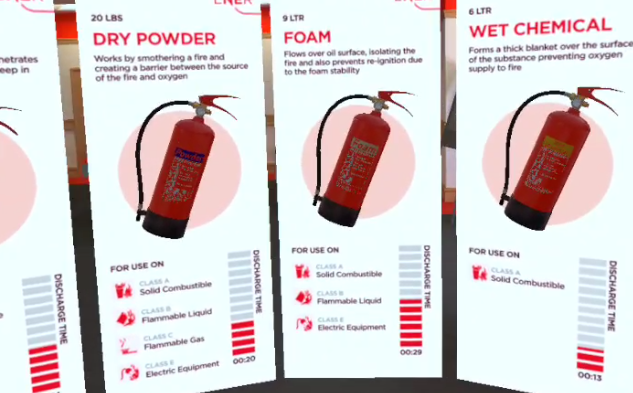 netrates
eep in
DISCHARGE TIME
20 LBS
DRY POWDER
Works by smothering a fire and
creating a barrier between the source
of the fire and oxygen
FOR USE ON
CLASS A
Solid Combustible
CLASS B
Flammable Liquid
CLASS C
Flammable Gas
CLASS E
Electric Equipment
DISCHARGE TIME
00:20
9 LTR
FOAM
Flows over oil surface, isolating the
fire and also prevents re-ignition due
to the foam stability
FOR USE ON
CLASS A
Solid Combustible
CLASS B
Flammable Liquid
CLASS E
Electric Equipment
DISCHARGE TIME
00:29
6 LTR
WET CHEMICAL
Forms a thick blanket over the surface
of the substance preventing oxygen
supply to fire
FOR USE ON
CLASS A
Solid Combustible
DISCHARGE TIME
00:13